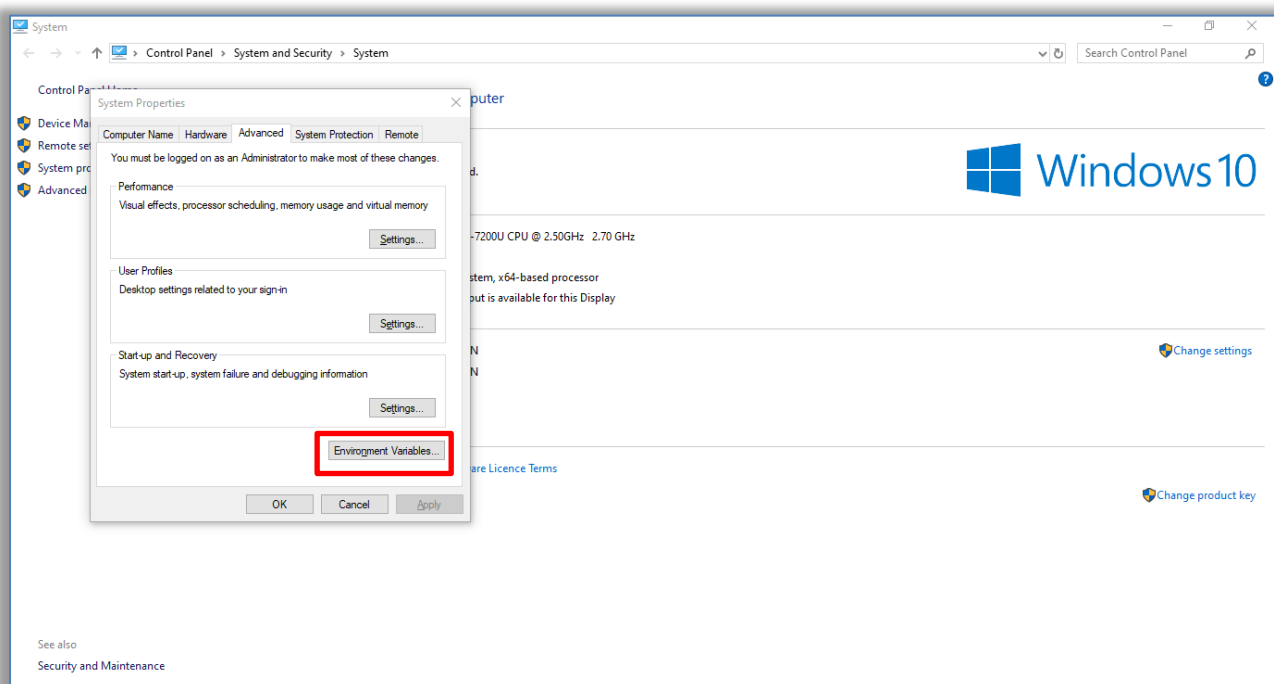 System
Control Panel > System and Security > System
Search Control Panel
Control Pa
puter
System Properties
Device Ma
Computer Name Hardware Advanced System Protection Remote
Remote set
You must be logged on as an Administrator to make most of these changes.
System pro
d.
Windows 10
Advanced
Perfomance
Visual effects, processor scheduling, memory usage and virtual memory
Settings...
-7200U CPU @ 2.50GHz 2.70 GHz
User Profiles
stem, x64-based processor
Desktop settings related to your sign-in
out is available for this Display
Settings...
Start-up and Recovery
N
Change settings
System start-up, system failure and debugging information
N
Settings...
Environment Variables...
are Licence Terms
Change product key
OK Cancel Apply
See also
Security and Maintenance